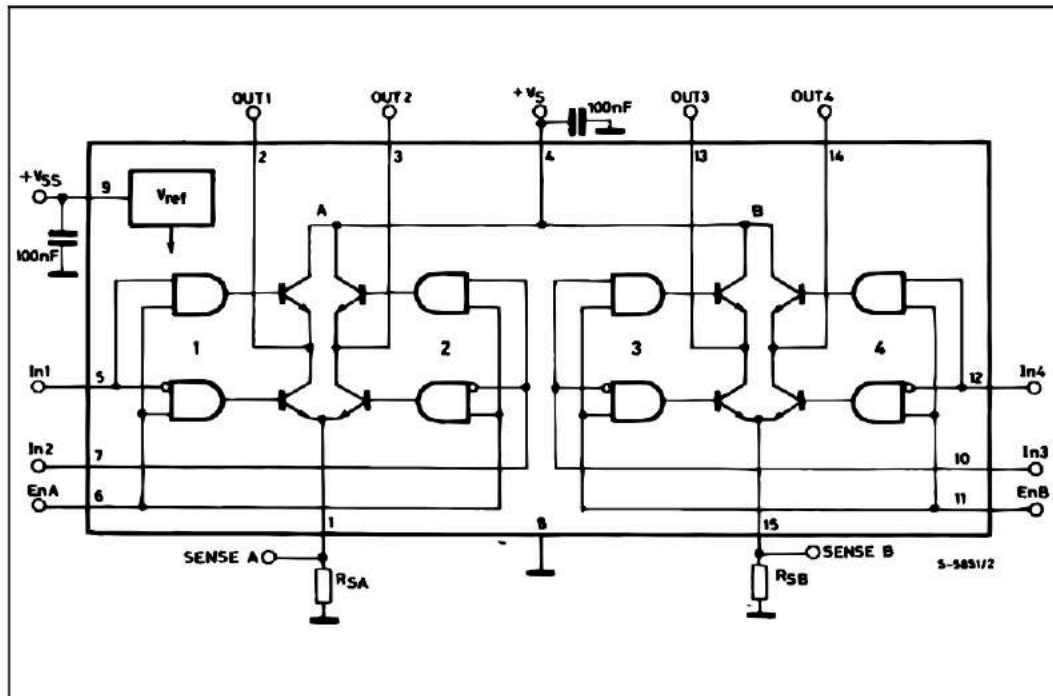 OUT1 OUT2 +VS 100nF OUT3 OUT4
2 3 4 13 14
+VSS 9 Vref
A B
100nF
1 2 3 4
In1 5 12 In4
In2 7 10 In3
EnA 6 11 EnB
1 8 15
SENSE A SENSE B S-5851/2
RSA RSB